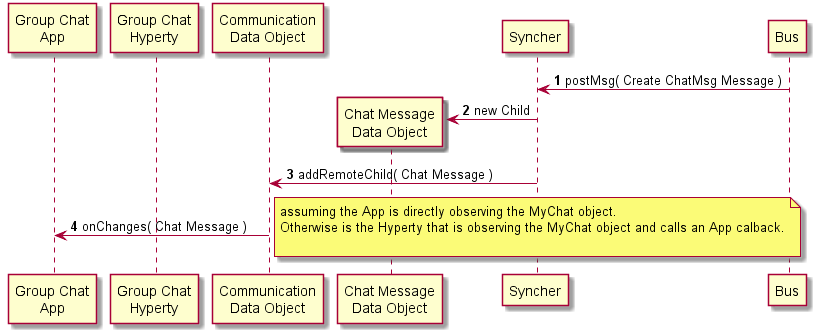 Group Chat
App
Group Chat
Hyperty
Communication
Data Object
Syncher
Bus
1 postMsg( Create ChatMsg Message )
Chat Message
Data Object
2 new Child
3 addRemoteChild( Chat Message )
assuming the App is directly observing the MyChat object.
Otherwise is the Hyperty that is observing the MyChat object and calls an App calback.
4 onChanges( Chat Message )
Group Chat
App
Group Chat
Hyperty
Communication
Data Object
Chat Message
Data Object
Syncher
Bus